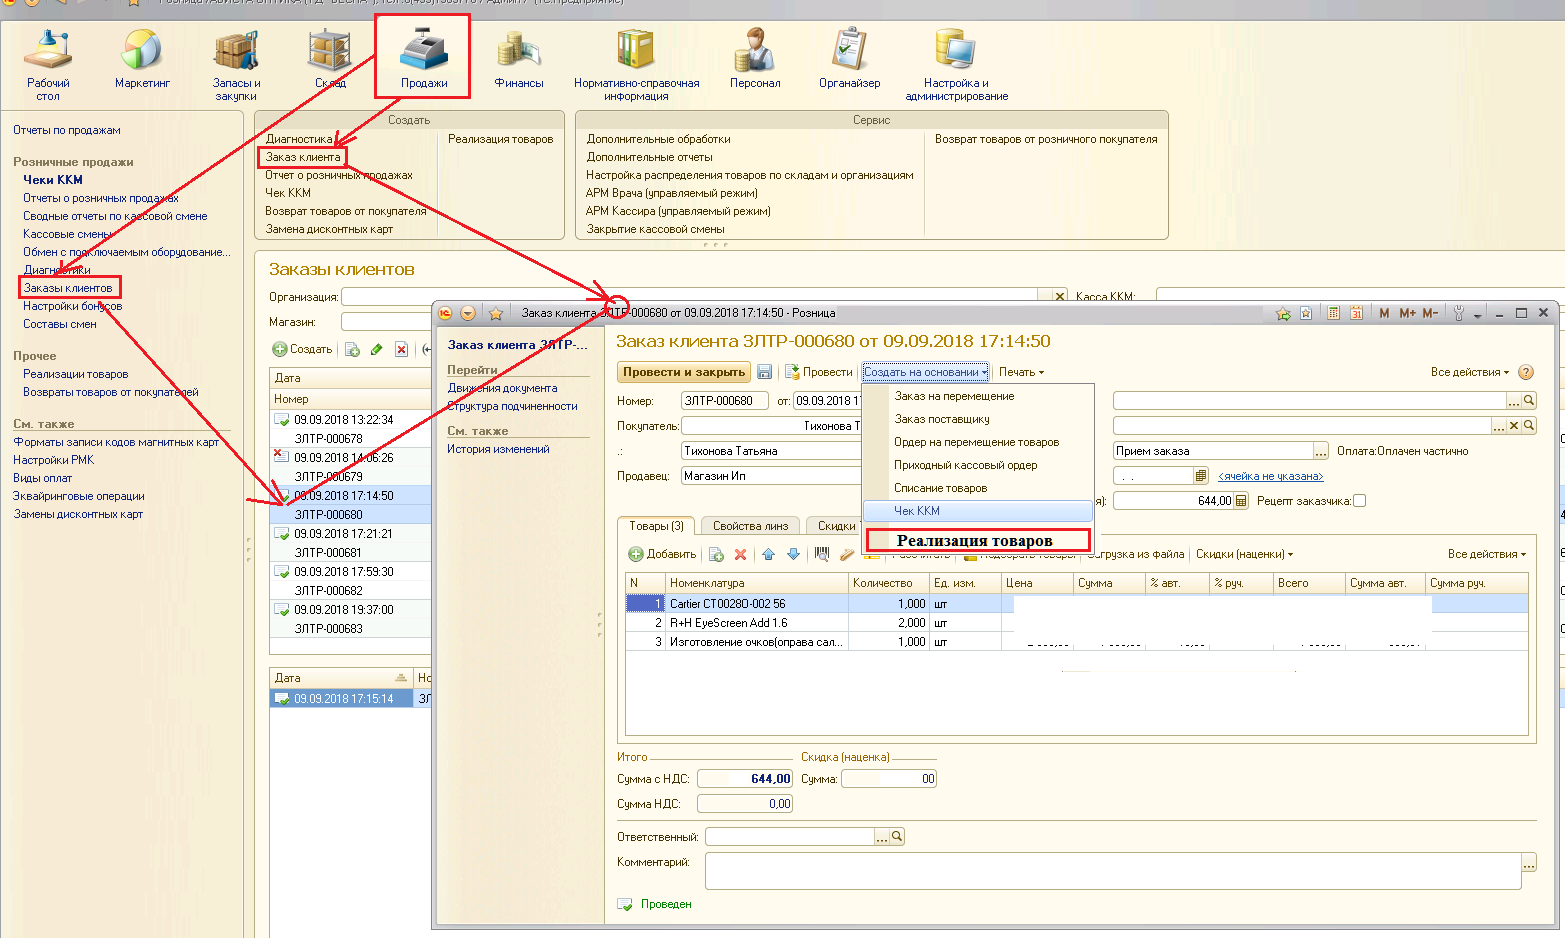 Рабочий стол
Маркетинг
Запасы и закупки
Склад
Продажи
Финансы
Нормативно-справочная информация
Персонал
Органайзер
Настройка и администрирование
Отчеты по продажам
Розничные продажи
Чеки ККМ
Отчеты о розничных продажах
Сводные отчеты по кассовой смене
Кассовые смены
Обмен с подключаемым оборудование...
Диагностики
Заказы клиентов
Настройки бонусов
Составы смен
Прочее
Реализации товаров
Возвраты товаров от покупателей
См. также
Форматы записи кодов магнитных карт
Настройки РМК
Виды оплат
Эквайринговые операции
Замены дисконтных карт
Создать
Диагностика
Реализация товаров
Заказ клиента
Отчет о розничных продажах
Чек ККМ
Возврат товаров от покупателя
Замена дисконтных карт
Сервис
Дополнительные обработки
Возврат товаров от розничного покупателя
Дополнительные отчеты
Настройка распределения товаров по складам и организациям
АРМ Врача (управляемый режим)
АРМ Кассира (управляемый режим)
Закрытие кассовой смены
Заказы клиентов
Организация:
Касса ККМ:
Магазин:
Создать
Дата
Номер
09.09.2018 13:22:34
ЗЛТР-000678
09.09.2018 14:06:26
ЗЛТР-000679
09.09.2018 17:14:50
ЗЛТР-000680
09.09.2018 17:21:21
ЗЛТР-000681
09.09.2018 17:59:30
ЗЛТР-000682
09.09.2018 19:37:00
ЗЛТР-000683
Дата Но
09.09.2018 17:15:14 ЗЛ
Заказ клиента ЗЛТР-000680 от 09.09.2018 17:14:50 - Розница
M M+ M-
Заказ клиента ЗЛТР-...
Перейти
Движения документа
Структура подчиненности
См. также
История изменений
Заказ клиента ЗЛТР-000680 от 09.09.2018 17:14:50
Провести и закрыть Провести Создать на основании Печать Все действия
Номер: ЗЛТР-000680 от: 09.09.2018 17
Покупатель: Тихонова Т
.: Тихонова Татьяна Прием заказа ... Оплата:Оплачен частично
Продавец: Магазин Ип . . <ячейка не указана>
я): 644,00 Рецепт заказчика:
Заказ на перемещение
Заказ поставщику
Ордер на перемещение товаров
Приходный кассовый ордер
Списание товаров
Чек ККМ
Реализация товаров
Товары (3) Свойства линз Скидки
Добавить Загрузка из файла Скидки (наценки) Все действия
N Номенклатура Количество Ед. изм. Цена Сумма % авт. % руч. Всего Сумма авт. Сумма руч.
1 Cartier CT0028O-002 56 1,000 шт
2 R+H EyeScreen Add 1.6 2,000 шт
3 Изготовление очков(оправа сал... 1,000 шт
Итого Скидка (наценка)
Сумма с НДС: 644,00 Сумма: 00
Сумма НДС: 0,00
Ответственный:
Комментарий:
Проведен